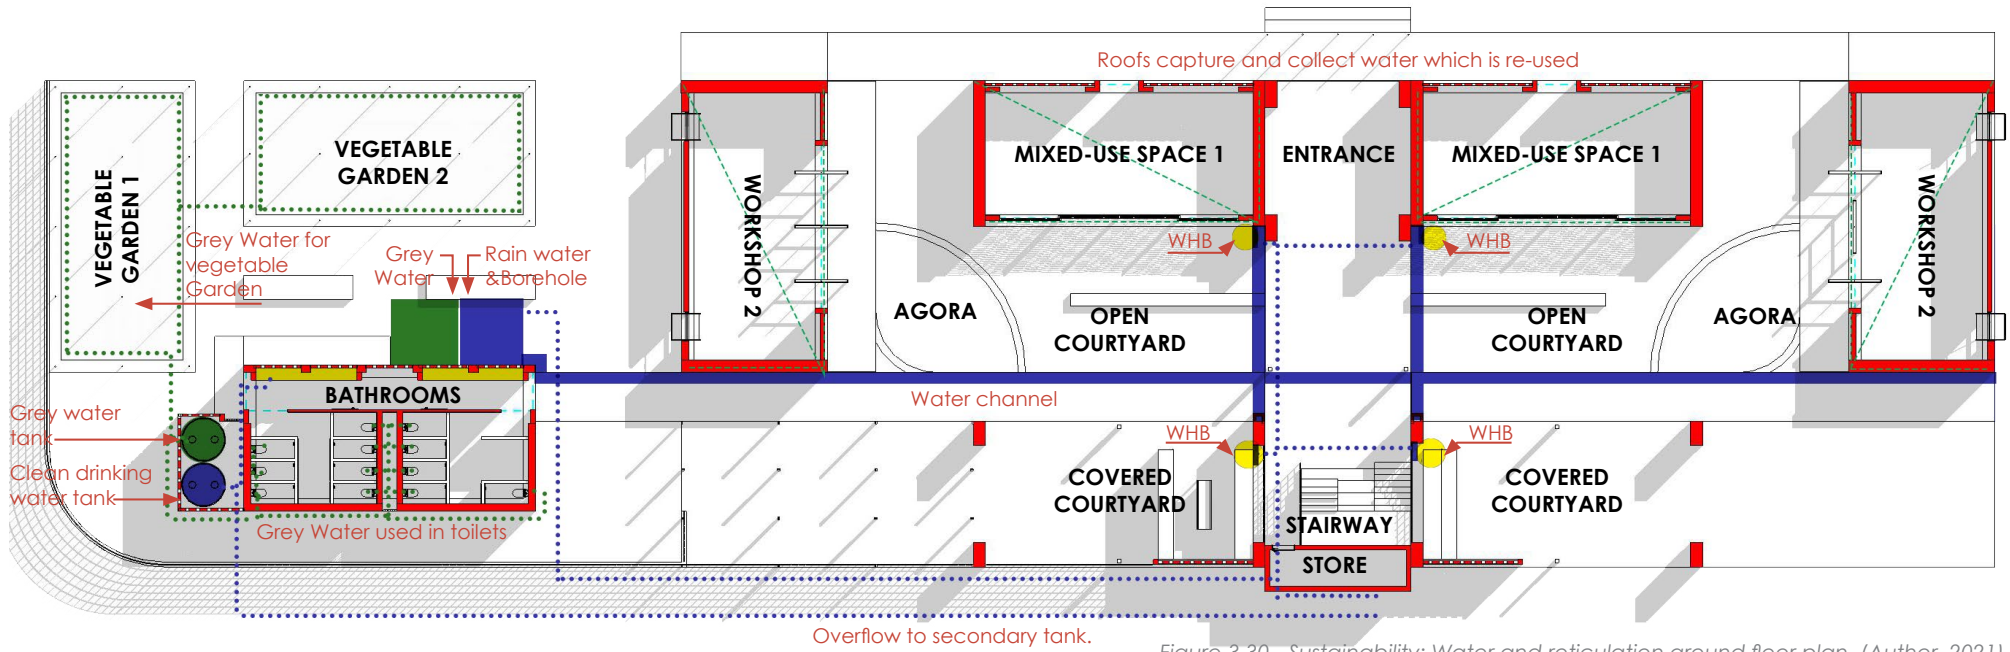 Roofs capture and collect water which is re-used
VEGETABLE
GARDEN 1
VEGETABLE
GARDEN 2
WORKSHOP 2
MIXED-USE SPACE 1
ENTRANCE
MIXED-USE SPACE 1
WORKSHOP 2
Grey Water for
vegetable
Garden
Grey
Water
Rain water
&Borehole
WHB
WHB
AGORA
OPEN
COURTYARD
OPEN
COURTYARD
AGORA
BATHROOMS
Water channel
Grey water
tank
Clean drinking
water tank
WHB
WHB
COVERED
COURTYARD
COVERED
COURTYARD
STAIRWAY
Grey Water used in toilets
STORE
Overflow to secondary tank.
Figure 3.30 - Sustainability: Water and reticulation ground floor plan. (Author, 2021)